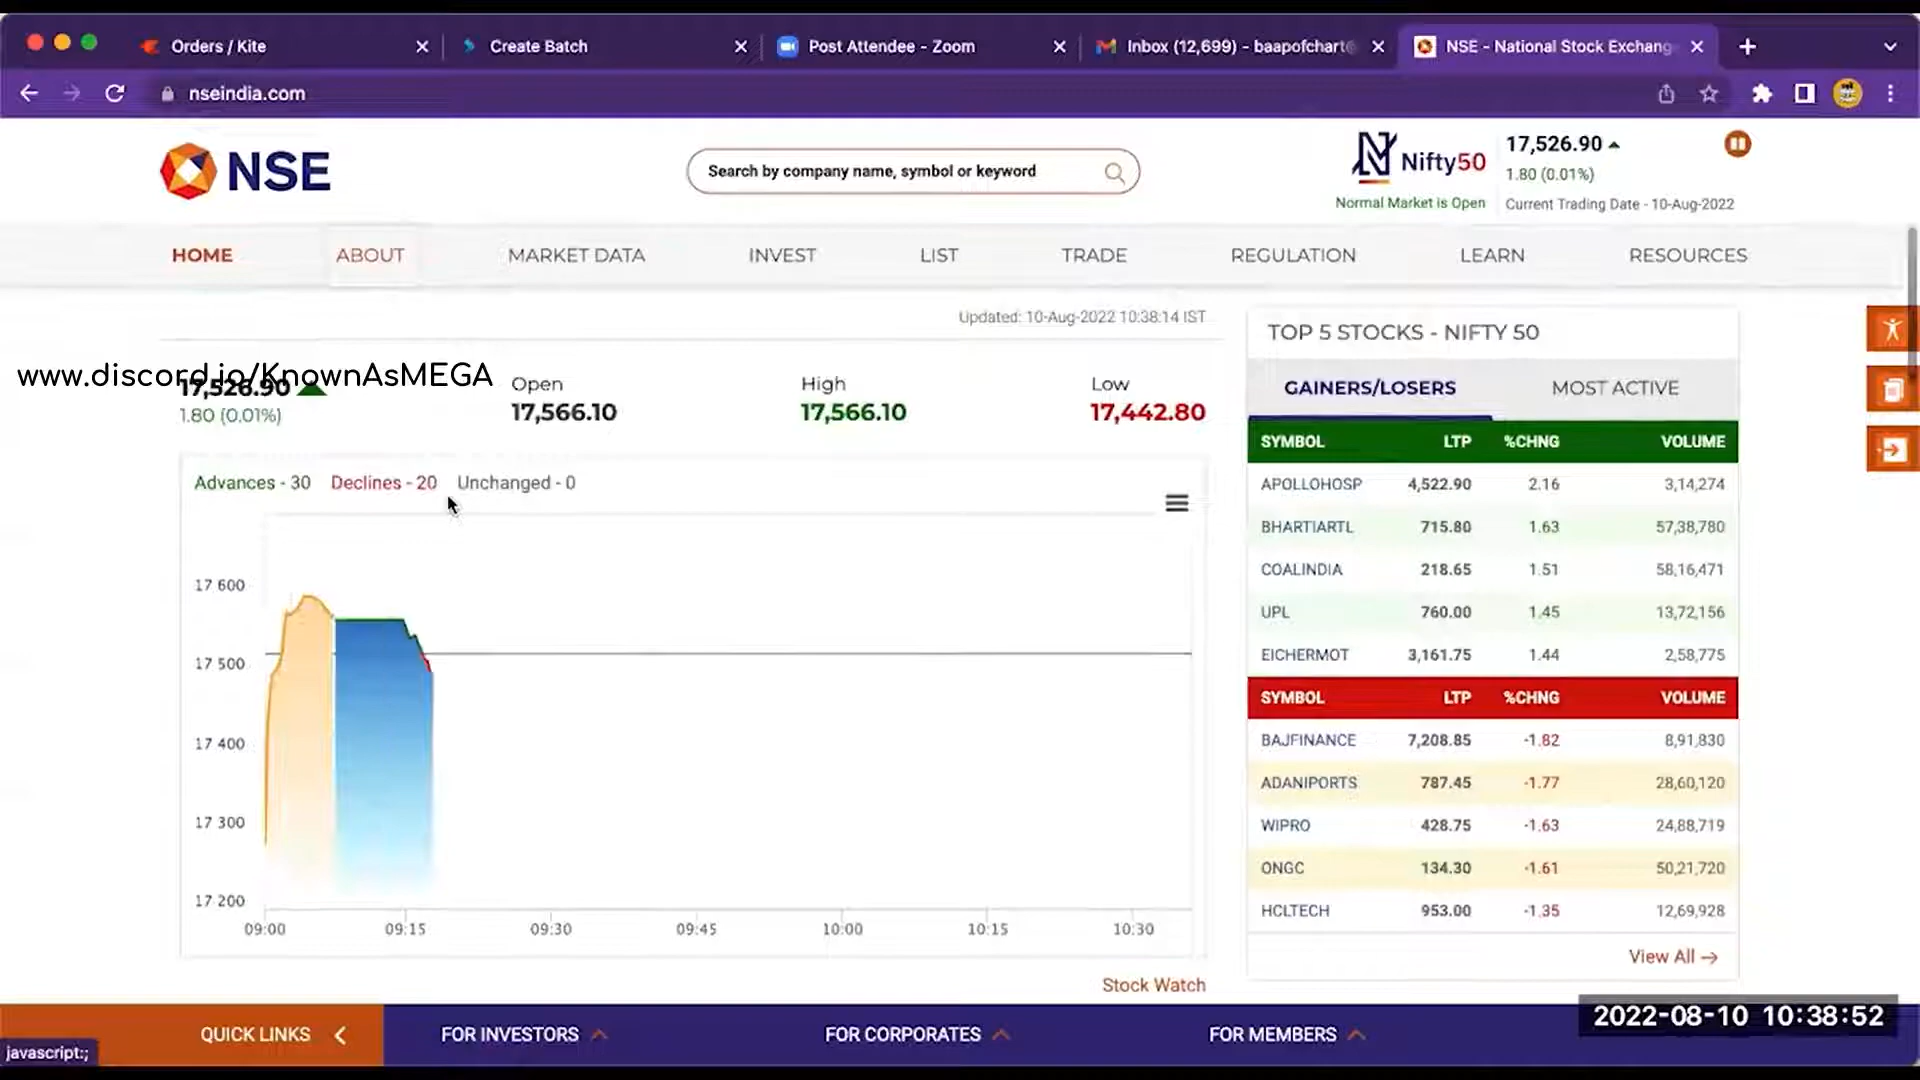 Orders / Kite
Create Batch
Post Attendee - Zoom
Inbox (12,699) - baapofchart
NSE - National Stock Exchang
nseindia.com
NSE
Search by company name, symbol or keyword
Nifty50
17,526.90
1.80 (0.01%)
Normal Market is Open
Current Trading Date - 10-Aug-2022
HOME
ABOUT
MARKET DATA
INVEST
LIST
TRADE
REGULATION
LEARN
RESOURCES
Updated: 10-Aug-2022 10:38:14 IST
www.discord.io/KnownAsMEGA
17,526.90
1.80 (0.01%)
Open
17,566.10
High
17,566.10
Low
17,442.80
Advances - 30 Declines - 20 Unchanged - 0
17 600
17 500
17 400
17 300
17 200
09:00 09:15 09:30 09:45 10:00 10:15 10:30
Stock Watch
TOP 5 STOCKS - NIFTY 50
GAINERS/LOSERS MOST ACTIVE
SYMBOL LTP %CHNG VOLUME
APOLLOHOSP 4,522.90 2.16 3,14,274
BHARTIARTL 715.80 1.63 57,38,780
COALINDIA 218.65 1.51 58,16,471
UPL 760.00 1.45 13,72,156
EICHERMOT 3,161.75 1.44 2,58,775
SYMBOL LTP %CHNG VOLUME
BAJFINANCE 7,208.85 -1.82 8,91,830
ADANIPORTS 787.45 -1.77 28,60,120
WIPRO 428.75 -1.63 24,88,719
ONGC 134.30 -1.61 50,21,720
HCLTECH 953.00 -1.35 12,69,928
View All
QUICK LINKS
FOR INVESTORS
FOR CORPORATES
FOR MEMBERS
2022-08-10 10:38:52
javascript:;